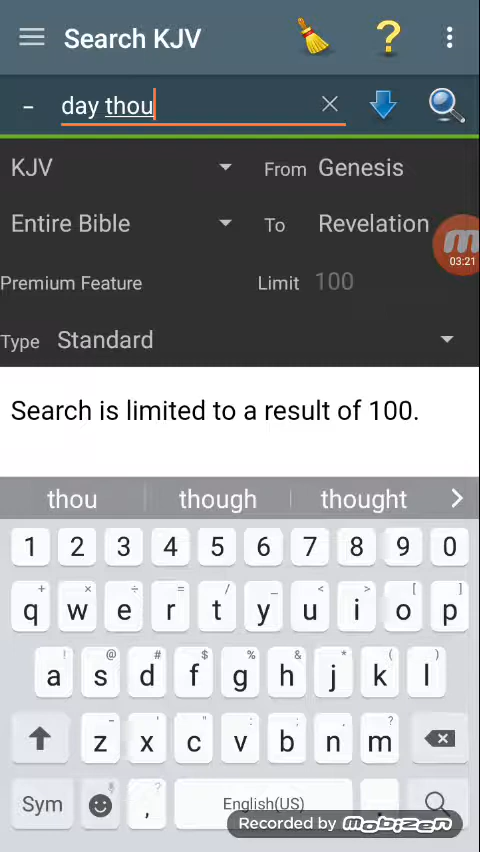 Search KJV
?
- day thou
KJV From Genesis
Entire Bible To Revelation
03:21
Premium Feature Limit 100
Type Standard
Search is limited to a result of 100.
thou though thought >
1 2 3 4 5 6 7 8 9 0
+ × ÷ = / _ < > [ ]
q w e r t y u i o p
! @ # $ % ^ & * ( )
a s d f g h j k l
- ' " : ; , ?
z x c v b n m
Sym , ? English(US) .
Recorded by MOBIZEN